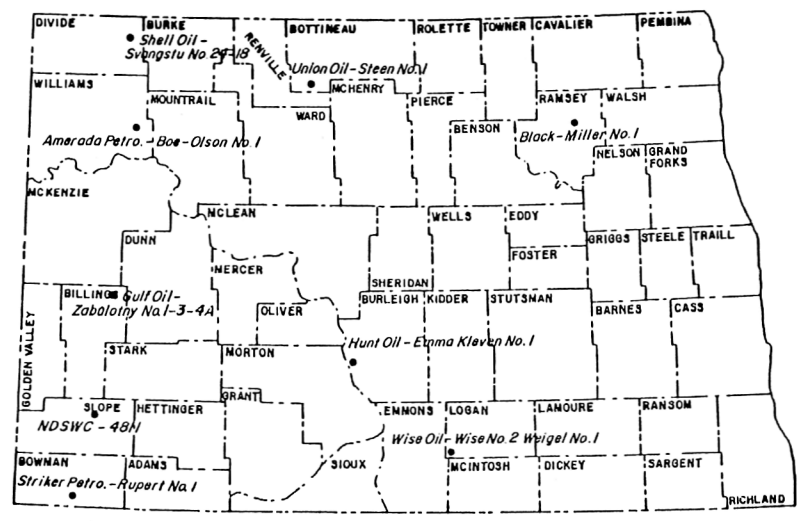 DIVIDE BURKE BOTTINEAU ROLETTE TOWNER CAVALIER PEMBINA
Shell Oil -
Svangstu No. 24-18
RENVILLE
Union Oil - Steen No. 1
WILLIAMS MCHENRY
MOUNTRAIL PIERCE RAMSEY WALSH
WARD
BENSON Black - Miller No. 1
Amerada Petro. - Boe - Olson No. 1
NELSON GRAND
FORKS
MCKENZIE
MCLEAN WELLS EDDY
DUNN GRIGGS STEELE TRAILL
FOSTER
MERCER
SHERIDAN
BILLINGS Gulf Oil - BURLEIGH KIDDER STUTSMAN
Zabolotny No. 1-3-4A OLIVER BARNES CASS
GOLDEN VALLEY
STARK MORTON Hunt Oil - Emma Kleven No. 1
GRANT
SLOPE HETTINGER EMMONS LOGAN LAMOURE RANSOM
NDSWC - 48H
Wise Oil - Wise No. 2 Weigel No. 1
BOWMAN ADAMS SIOUX MCINTOSH DICKEY SARGENT
Striker Petro. - Rupert No. 1
RICHLAND